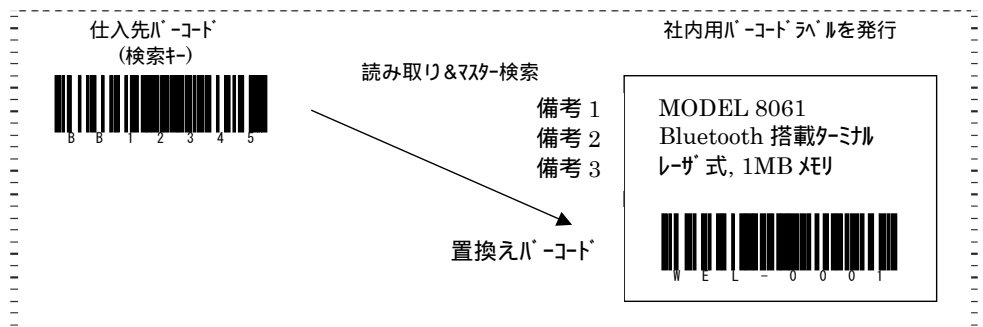 仕入先ﾊﾞｰｺｰﾄﾞ
(検索ｷｰ)
BB12345
読み取り&ﾏｽﾀｰ検索
社内用ﾊﾞｰｺｰﾄﾞﾗﾍﾞﾙを発行
備考 1
MODEL 8061
備考 2
Bluetooth 搭載ﾀｰﾐﾅﾙ
備考 3
ﾚｰｻﾞ式, 1MB ﾒﾓﾘ
置換えﾊﾞｰｺｰﾄﾞ
WEL-0001